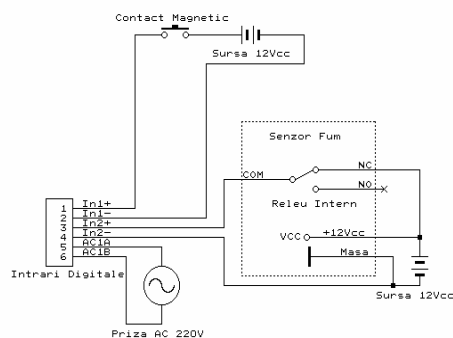 Contact Magnetic
Sursa 12Vcc
Senzor Fum
COM
NC
NO
Releu Intern
VCC
+12Vcc
Masa
Sursa 12Vcc
1 In1+
2 In1-
3 In2+
4 In2-
5 AC1A
6 AC1B
Intrari Digitale
Priza AC 220V